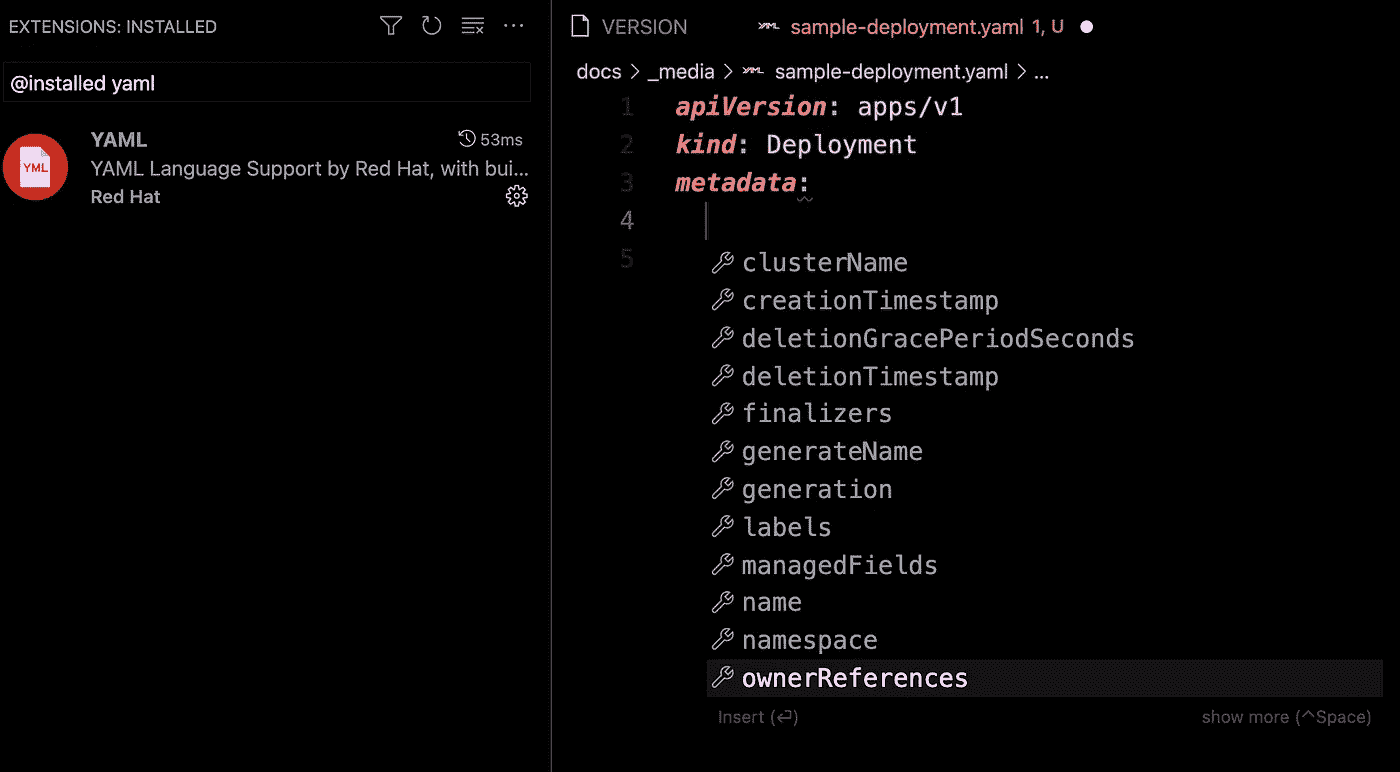 EXTENSIONS: INSTALLED
@installed yaml
YML
YAML
53ms
YAML Language Support by Red Hat, with bui...
Red Hat
VERSION
YAML sample-deployment.yaml 1, U
docs > _media > YAML sample-deployment.yaml > ...
1 apiVersion: apps/v1
2 kind: Deployment
3 metadata:
4
5
clusterName
creationTimestamp
deletionGracePeriodSeconds
deletionTimestamp
finalizers
generateName
generation
labels
managedFields
name
namespace
ownerReferences
Insert (⏎)
show more (^Space)